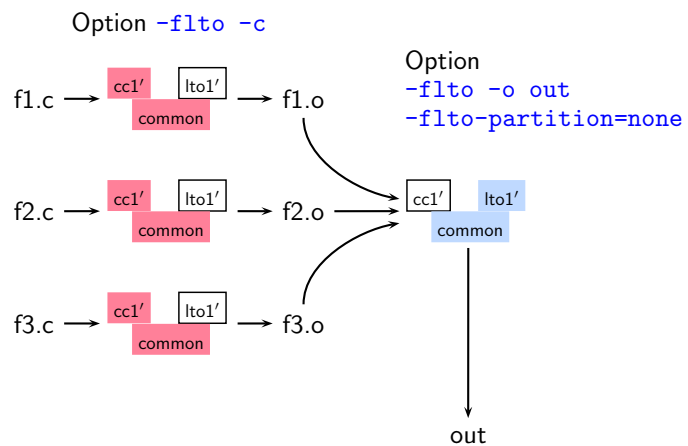 Option -flto -c
Option
-flto -o out
-flto-partition=none
f1.c cc1′ lto1′ f1.o
common
f2.c cc1′ lto1′ f2.o cc1′ lto1′
common common
f3.c cc1′ lto1′ f3.o
common
out